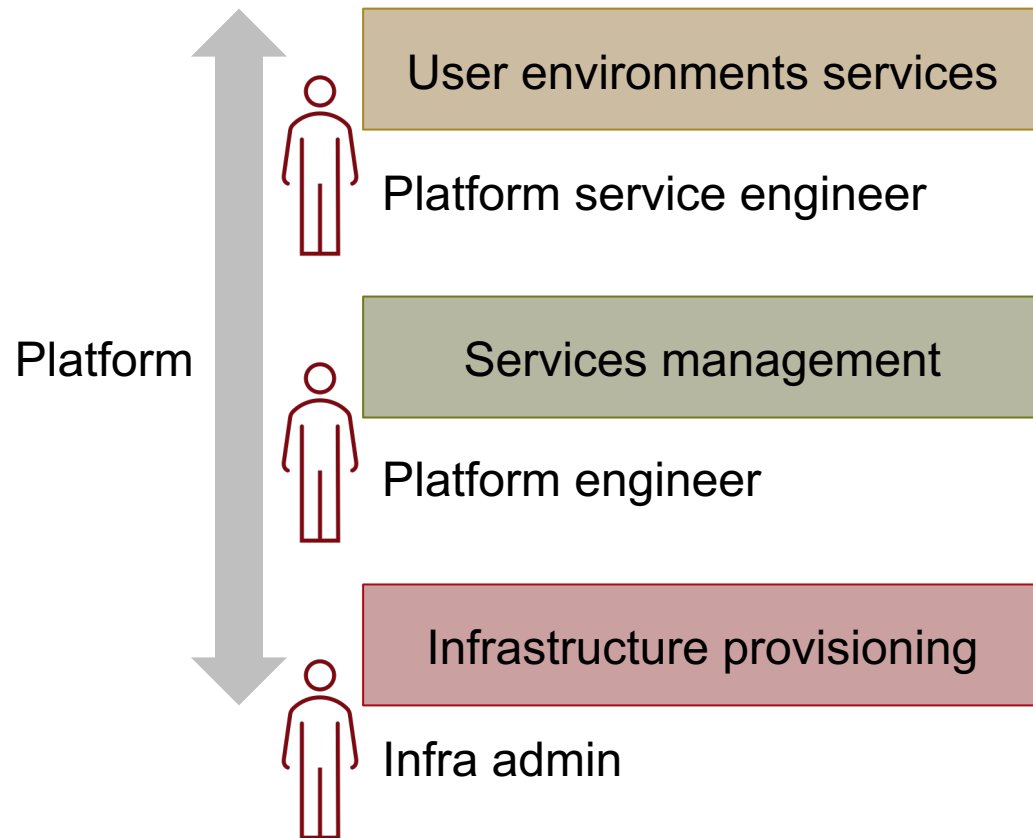 User environments services
Platform service engineer
Platform
Services management
Platform engineer
Infrastructure provisioning
Infra admin